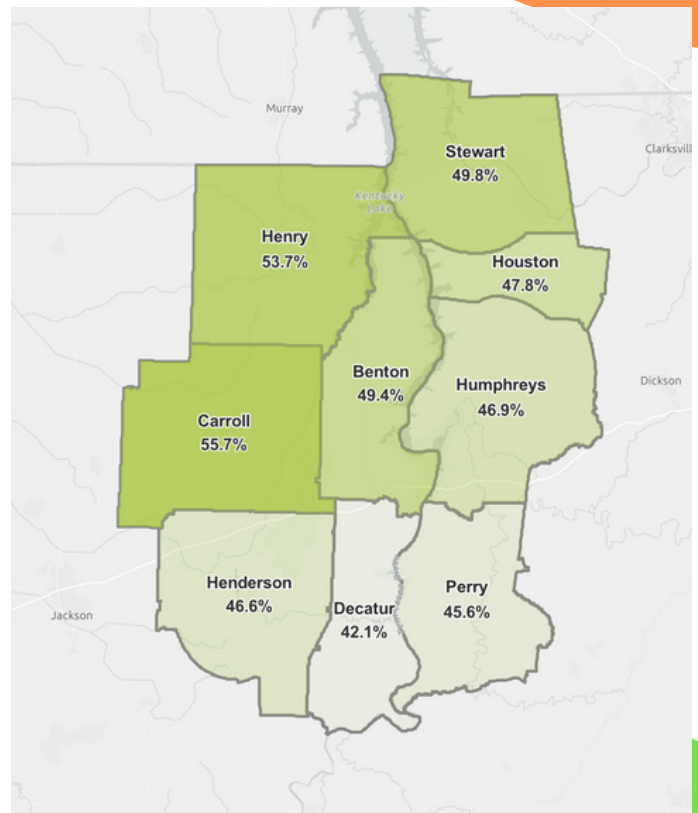 Murray
Stewart
49.8%
Clarksvill
Kentucky
Lake
Henry
53.7%
Houston
47.8%
Benton
49.4%
Humphreys
46.9%
Dickson
Carroll
55.7%
Henderson
46.6%
Decatur
42.1%
Perry
45.6%
Jackson